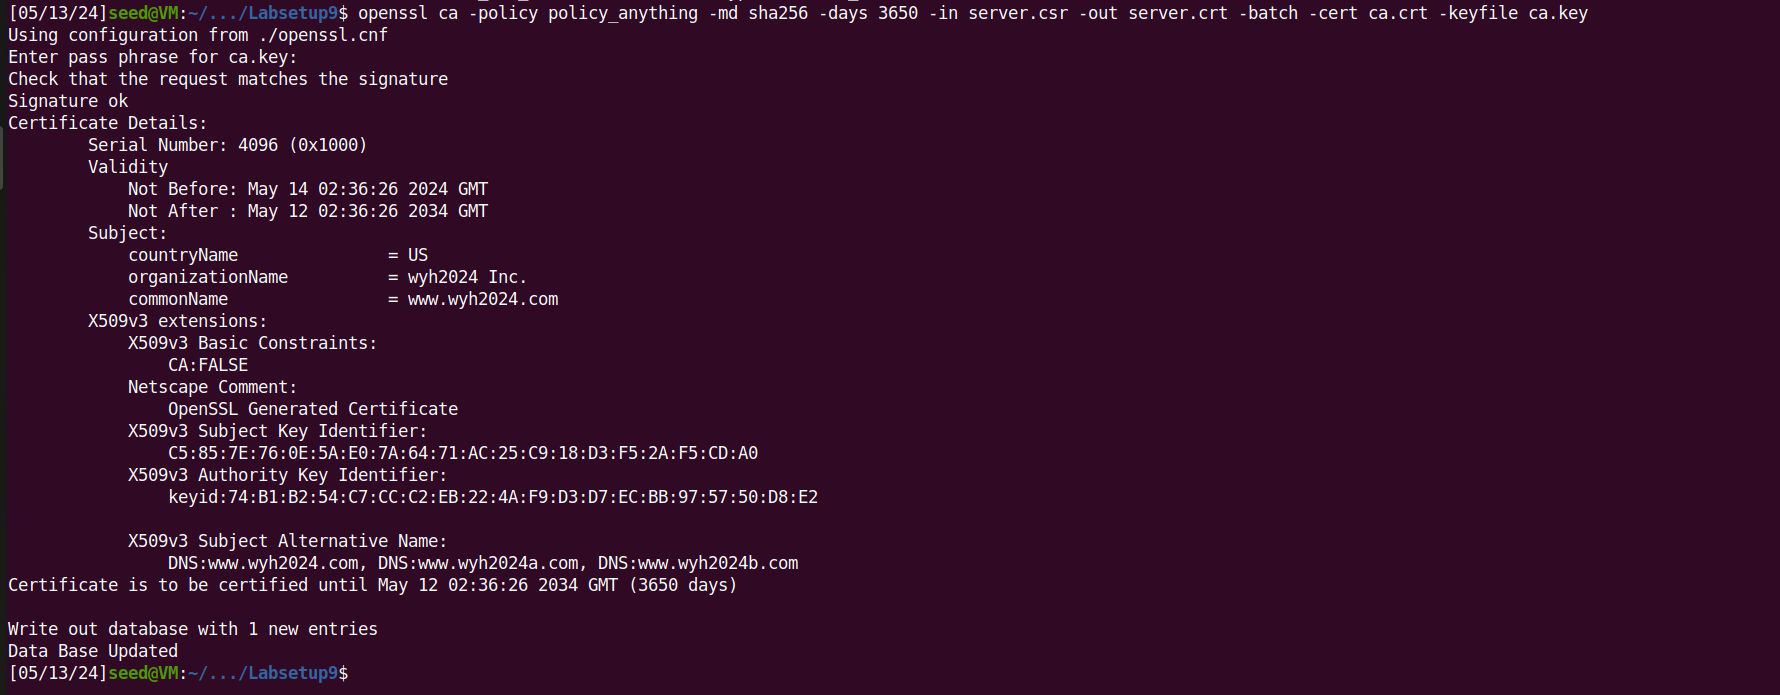 [05/13/24]seed@VM:~/.../Labsetup9$ openssl ca -policy policy_anything -md sha256 -days 3650 -in server.csr -out server.crt -batch -cert ca.crt -keyfile ca.key
Using configuration from ./openssl.cnf
Enter pass phrase for ca.key:
Check that the request matches the signature
Signature ok
Certificate Details:
        Serial Number: 4096 (0x1000)
        Validity
            Not Before: May 14 02:36:26 2024 GMT
            Not After : May 12 02:36:26 2034 GMT
        Subject:
            countryName               = US
            organizationName          = wyh2024 Inc.
            commonName                = www.wyh2024.com
        X509v3 extensions:
            X509v3 Basic Constraints:
                CA:FALSE
            Netscape Comment:
                OpenSSL Generated Certificate
            X509v3 Subject Key Identifier:
                C5:85:7E:76:0E:5A:E0:7A:64:71:AC:25:C9:18:D3:F5:2A:F5:CD:A0
            X509v3 Authority Key Identifier:
                keyid:74:B1:B2:54:C7:CC:C2:EB:22:4A:F9:D3:D7:EC:BB:97:57:50:D8:E2
            X509v3 Subject Alternative Name:
                DNS:www.wyh2024.com, DNS:www.wyh2024a.com, DNS:www.wyh2024b.com
Certificate is to be certified until May 12 02:36:26 2034 GMT (3650 days)
Write out database with 1 new entries
Data Base Updated
[05/13/24]seed@VM:~/.../Labsetup9$